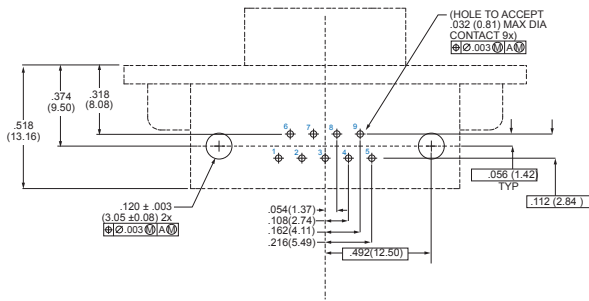 (HOLE TO ACCEPT
.032 (0.81) MAX DIA
CONTACT 9x)
⌖ Ø.003 Ⓜ A Ⓜ
.518
(13.16)
.374
(9.50)
.318
(8.08)
6 7 8 9
1 2 3 4 5
.120 ± .003
(3.05 ±0.08) 2x
⌖ Ø.003 Ⓜ A Ⓜ
.056 (1.42)
TYP
.112 (2.84 )
.054(1.37)
.108(2.74)
.162(4.11)
.216(5.49)
.492(12.50)